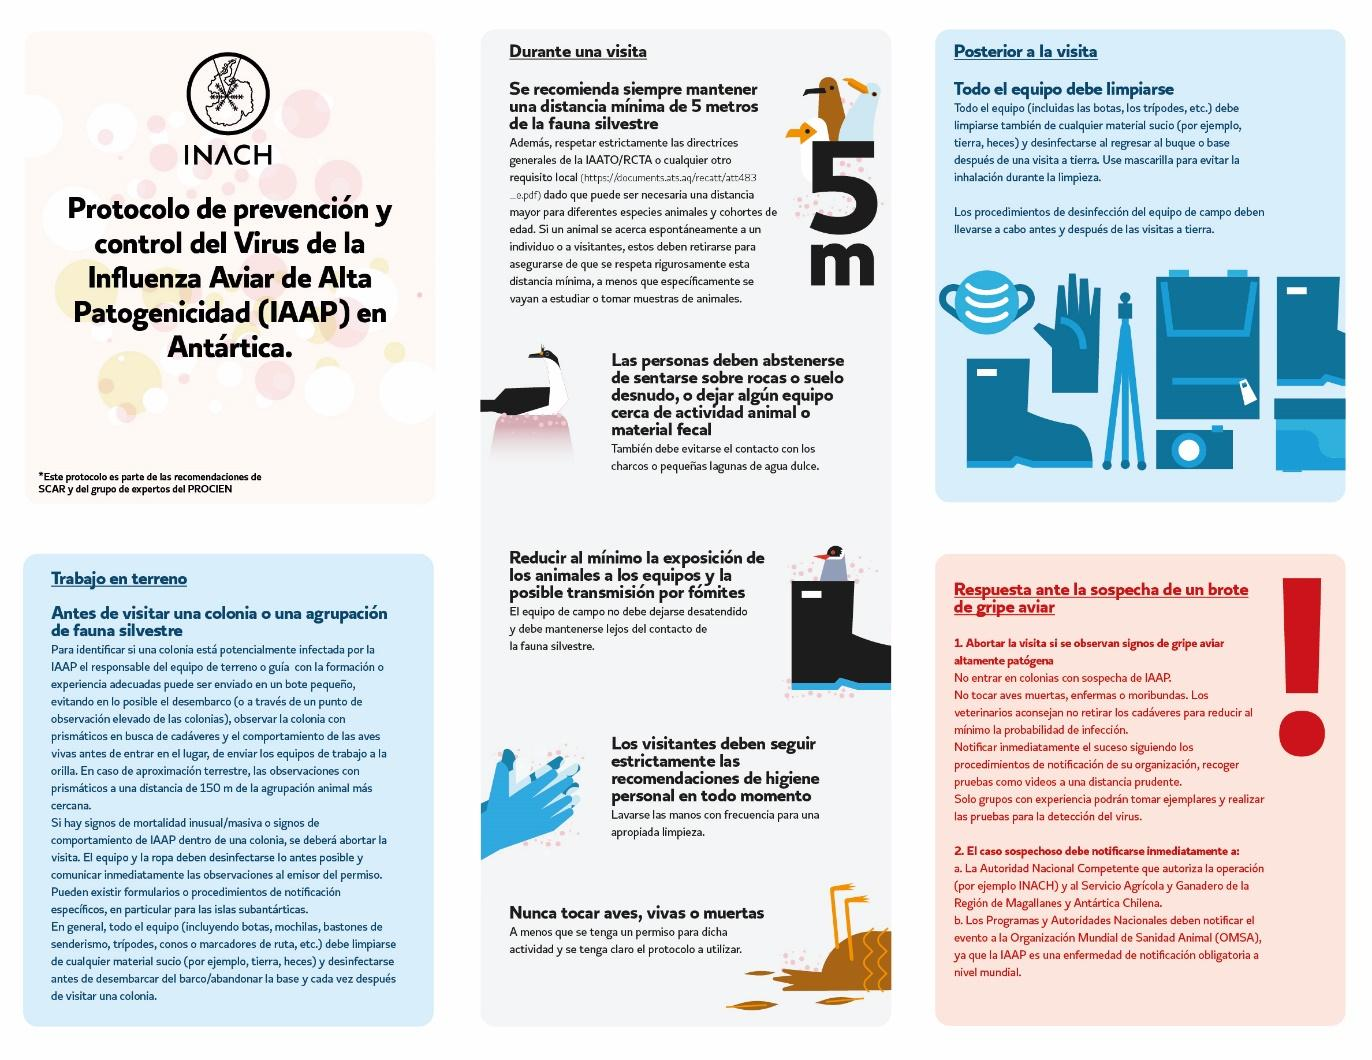 INACH
Protocolo de prevención y
control del Virus de la
Influenza Aviar de Alta
Patogenicidad (IAAP) en
Antártica.
*Este protocolo es parte de las recomendaciones de
SCAR y del grupo de expertos del PROCIEN
Trabajo en terreno
Antes de visitar una colonia o una agrupación
de fauna silvestre
Para identificar si una colonia está potencialmente infectada por la
IAAP el responsable del equipo de terreno o guía con la formación o
experiencia adecuadas puede ser enviado en un bote pequeño,
evitando en lo posible el desembarco (o a través de un punto de
observación elevado de las colonias), observar la colonia con
prismáticos en busca de cadáveres y el comportamiento de las aves
vivas antes de entrar en el lugar, de enviar los equipos de trabajo a la
orilla. En caso de aproximación terrestre, las observaciones con
prismáticos a una distancia de 150 m de la agrupación animal más
cercana.
Si hay signos de mortalidad inusual/masiva o signos de
comportamiento de IAAP dentro de una colonia, se deberá abortar la
visita. El equipo y la ropa deben desinfectarse lo antes posible y
comunicar inmediatamente las observaciones al emisor del permiso.
Pueden existir formularios o procedimientos de notificación
específicos, en particular para las islas subantárticas.
En general, todo el equipo (incluyendo botas, mochilas, bastones de
senderismo, trípodes, conos o marcadores de ruta, etc.) debe limpiarse
de cualquier material sucio (por ejemplo, tierra, heces) y desinfectarse
antes de desembarcar del barco/abandonar la base y cada vez después
de visitar una colonia.
Durante una visita
Se recomienda siempre mantener
una distancia mínima de 5 metros
de la fauna silvestre
Además, respetar estrictamente las directrices
generales de la IAATO/RCTA o cualquier otro
requisito local (https://documents.ats.aq/recatt/att483
_e.pdf) dado que puede ser necesaria una distancia
mayor para diferentes especies animales y cohortes de
edad. Si un animal se acerca espontáneamente a un
individuo o a visitantes, estos deben retirarse para
asegurarse de que se respeta rigurosamente esta
distancia mínima, a menos que específicamente se
vayan a estudiar o tomar muestras de animales.
5
m
Las personas deben abstenerse
de sentarse sobre rocas o suelo
desnudo, o dejar algún equipo
cerca de actividad animal o
material fecal
También debe evitarse el contacto con los
charcos o pequeñas lagunas de agua dulce.
Reducir al mínimo la exposición de
los animales a los equipos y la
posible transmisión por fómites
El equipo de campo no debe dejarse desatendido
y debe mantenerse lejos del contacto de
la fauna silvestre.
Los visitantes deben seguir
estrictamente las
recomendaciones de higiene
personal en todo momento
Lavarse las manos con frecuencia para una
apropiada limpieza.
Nunca tocar aves, vivas o muertas
A menos que se tenga un permiso para dicha
actividad y se tenga claro el protocolo a utilizar.
Posterior a la visita
Todo el equipo debe limpiarse
Todo el equipo (incluidas las botas, los trípodes, etc.) debe
limpiarse también de cualquier material sucio (por ejemplo,
tierra, heces) y desinfectarse al regresar al buque o base
después de una visita a tierra. Use mascarilla para evitar la
inhalación durante la limpieza.
Los procedimientos de desinfección del equipo de campo deben
llevarse a cabo antes y después de las visitas a tierra.
Respuesta ante la sospecha de un brote
de gripe aviar
!
1. Abortar la visita si se observan signos de gripe aviar
altamente patógena
No entrar en colonias con sospecha de IAAP.
No tocar aves muertas, enfermas o moribundas. Los
veterinarios aconsejan no retirar los cadáveres para reducir al
mínimo la probabilidad de infección.
Notificar inmediatamente el suceso siguiendo los
procedimientos de notificación de su organización, recoger
pruebas como videos a una distancia prudente.
Solo grupos con experiencia podrán tomar ejemplares y realizar
las pruebas para la detección del virus.
2. El caso sospechoso debe notificarse inmediatamente a:
a. La Autoridad Nacional Competente que autoriza la operación
(por ejemplo INACH) y al Servicio Agrícola y Ganadero de la
Región de Magallanes y Antártica Chilena.
b. Los Programas y Autoridades Nacionales deben notificar el
evento a la Organización Mundial de Sanidad Animal (OMSA),
ya que la IAAP es una enfermedad de notificación obligatoria a
nivel mundial.